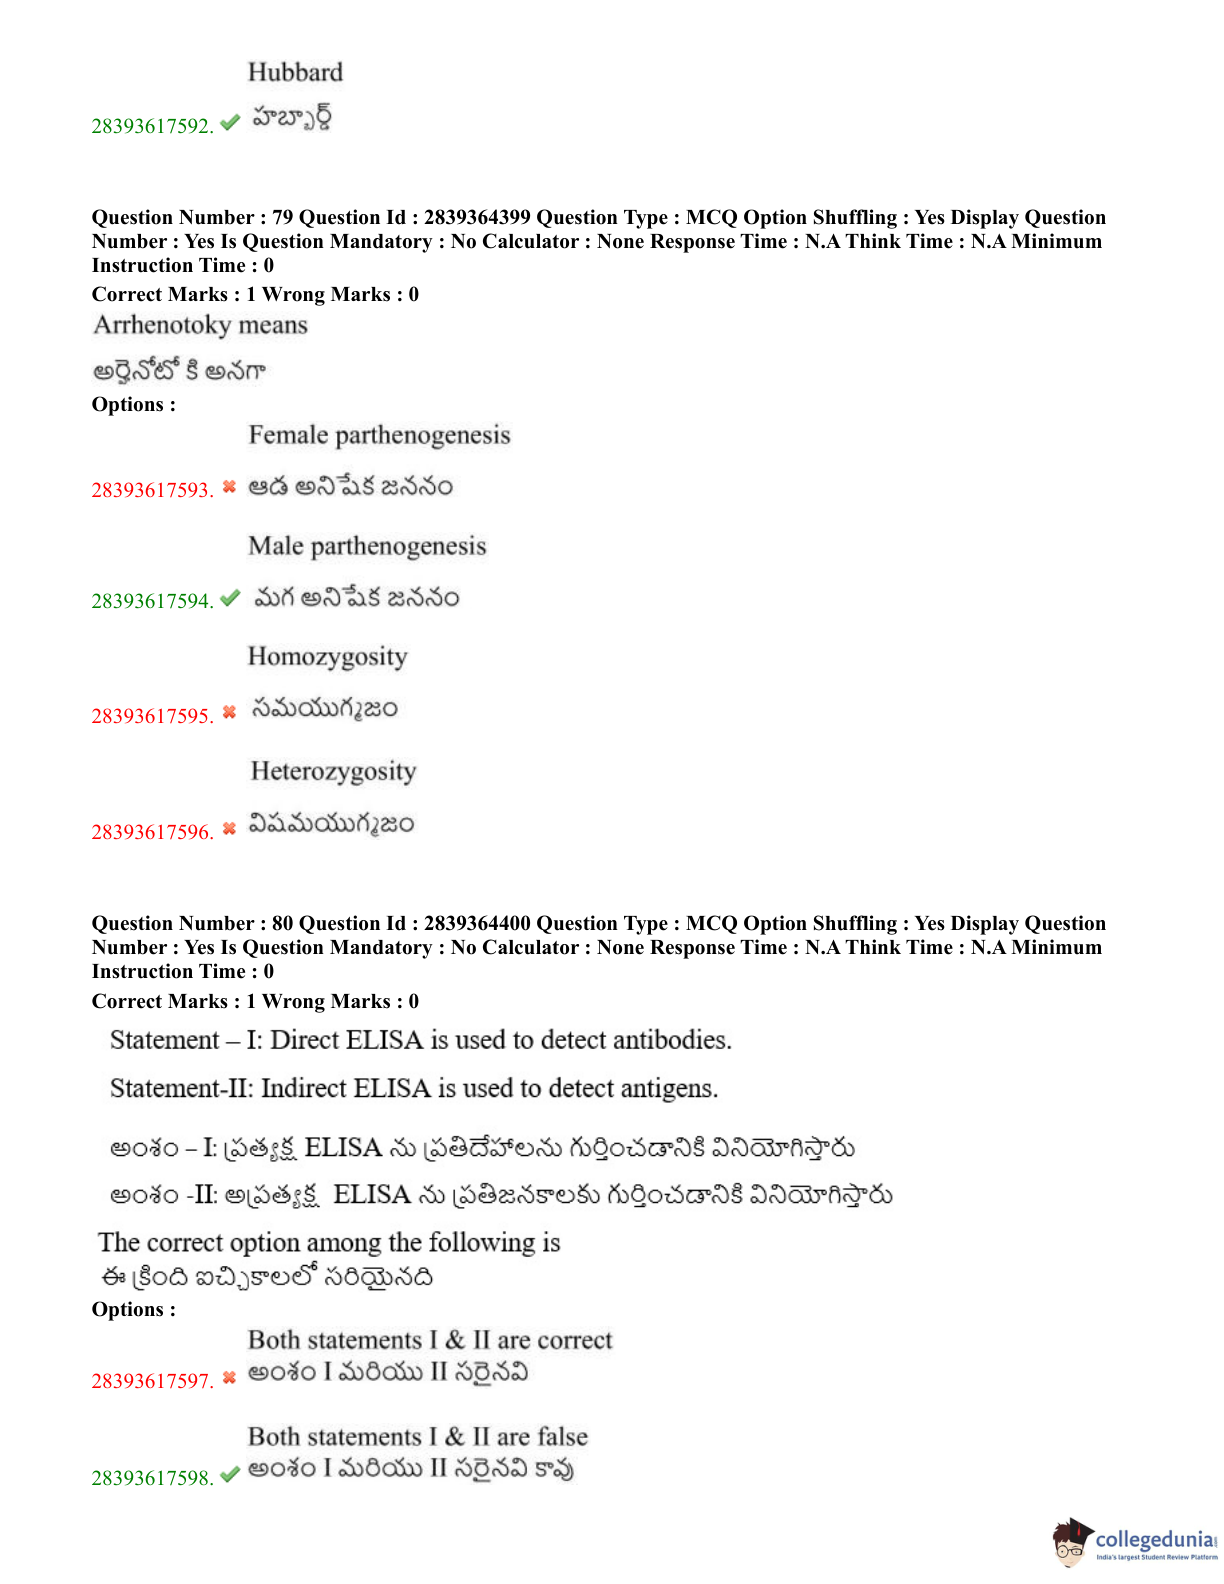 Hubbard
28393617592. హబ్బార్డ్
Question Number : 79 Question Id : 2839364399 Question Type : MCQ Option Shuffling : Yes Display Question
Number : Yes Is Question Mandatory : No Calculator : None Response Time : N.A Think Time : N.A Minimum
Instruction Time : 0
Correct Marks : 1 Wrong Marks : 0
Arrhenotoky means
అర్హెనోటో కి అనగా
Options :
Female parthenogenesis
28393617593. ఆడ అనిషేక జననం
Male parthenogenesis
28393617594. మగ అనిషేక జననం
Homozygosity
28393617595. సమయుగ్మజం
Heterozygosity
28393617596. విషమయుగ్మజం
Question Number : 80 Question Id : 2839364400 Question Type : MCQ Option Shuffling : Yes Display Question
Number : Yes Is Question Mandatory : No Calculator : None Response Time : N.A Think Time : N.A Minimum
Instruction Time : 0
Correct Marks : 1 Wrong Marks : 0
Statement – I: Direct ELISA is used to detect antibodies.
Statement-II: Indirect ELISA is used to detect antigens.
అంశం – I: ప్రత్యక్ష ELISA ను ప్రతిదేహాలను గుర్తించడానికి వినియోగిస్తారు
అంశం -II: అప్రత్యక్ష ELISA ను ప్రతిజనకాలకు గుర్తించడానికి వినియోగిస్తారు
The correct option among the following is
ఈ క్రింది ఐచ్చికాలలో సరియైనది
Options :
Both statements I & II are correct
28393617597. అంశం I మరియు II సరైనవి
Both statements I & II are false
28393617598. అంశం I మరియు II సరైనవి కావు
collegedunia
India's largest Student Review Platform